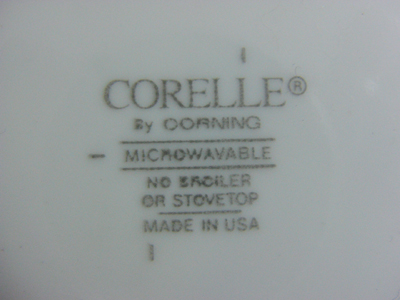 CORELLE®
By CORNING
MICROWAVABLE
NO BROILER
OR STOVETOP
MADE IN USA